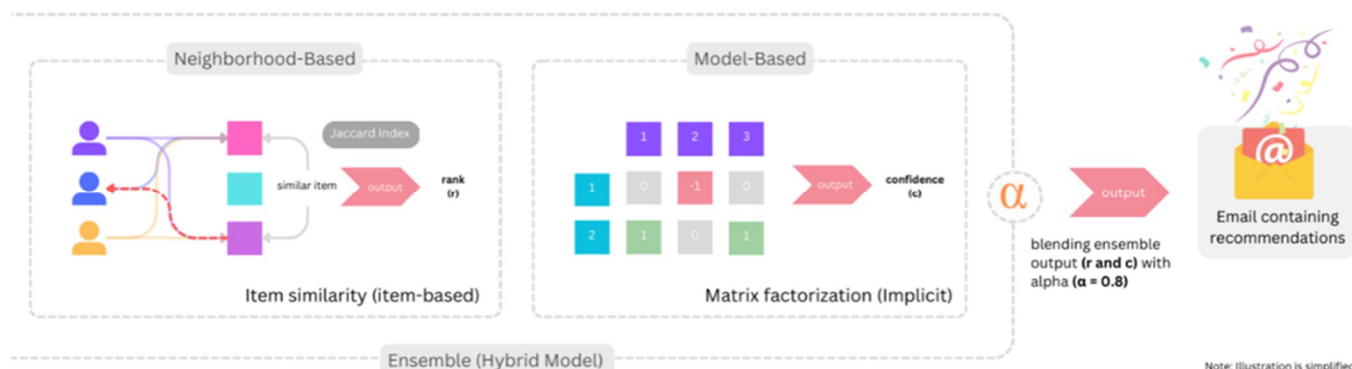 Neighborhood-Based
Model-Based
Jaccard Index
similar item
output
rank
(r)
Item similarity (item-based)
1
2
3
1
0
-1
0
2
1
0
1
output
confidence
(c)
Matrix factorization (Implicit)
α
output
blending ensemble
output (r and c) with
alpha (α = 0.8)
@
Email containing
recommendations
Ensemble (Hybrid Model)
Note: Illustration is simplified